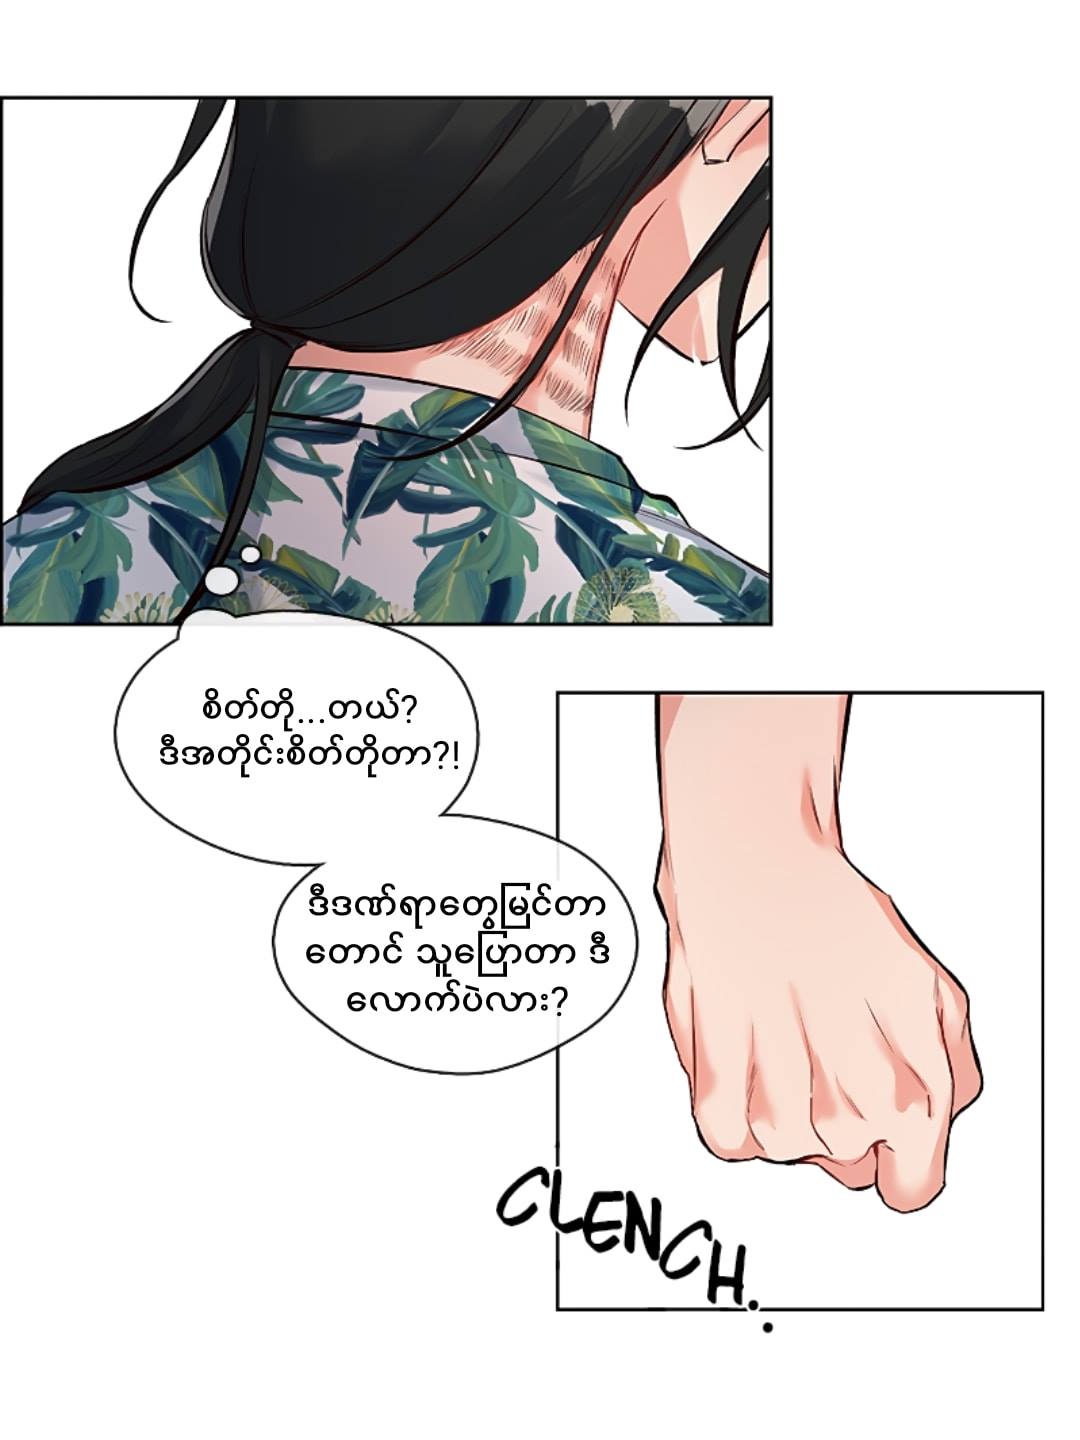 စိတ်တို...တယ်?
ဒီအတိုင်းစိတ်တိုတာ?!
ဒီဒဏ်ရာတွေမြင်တာ
တောင် သူပြောတာ ဒီ
လောက်ပဲလား?
CLENCH..